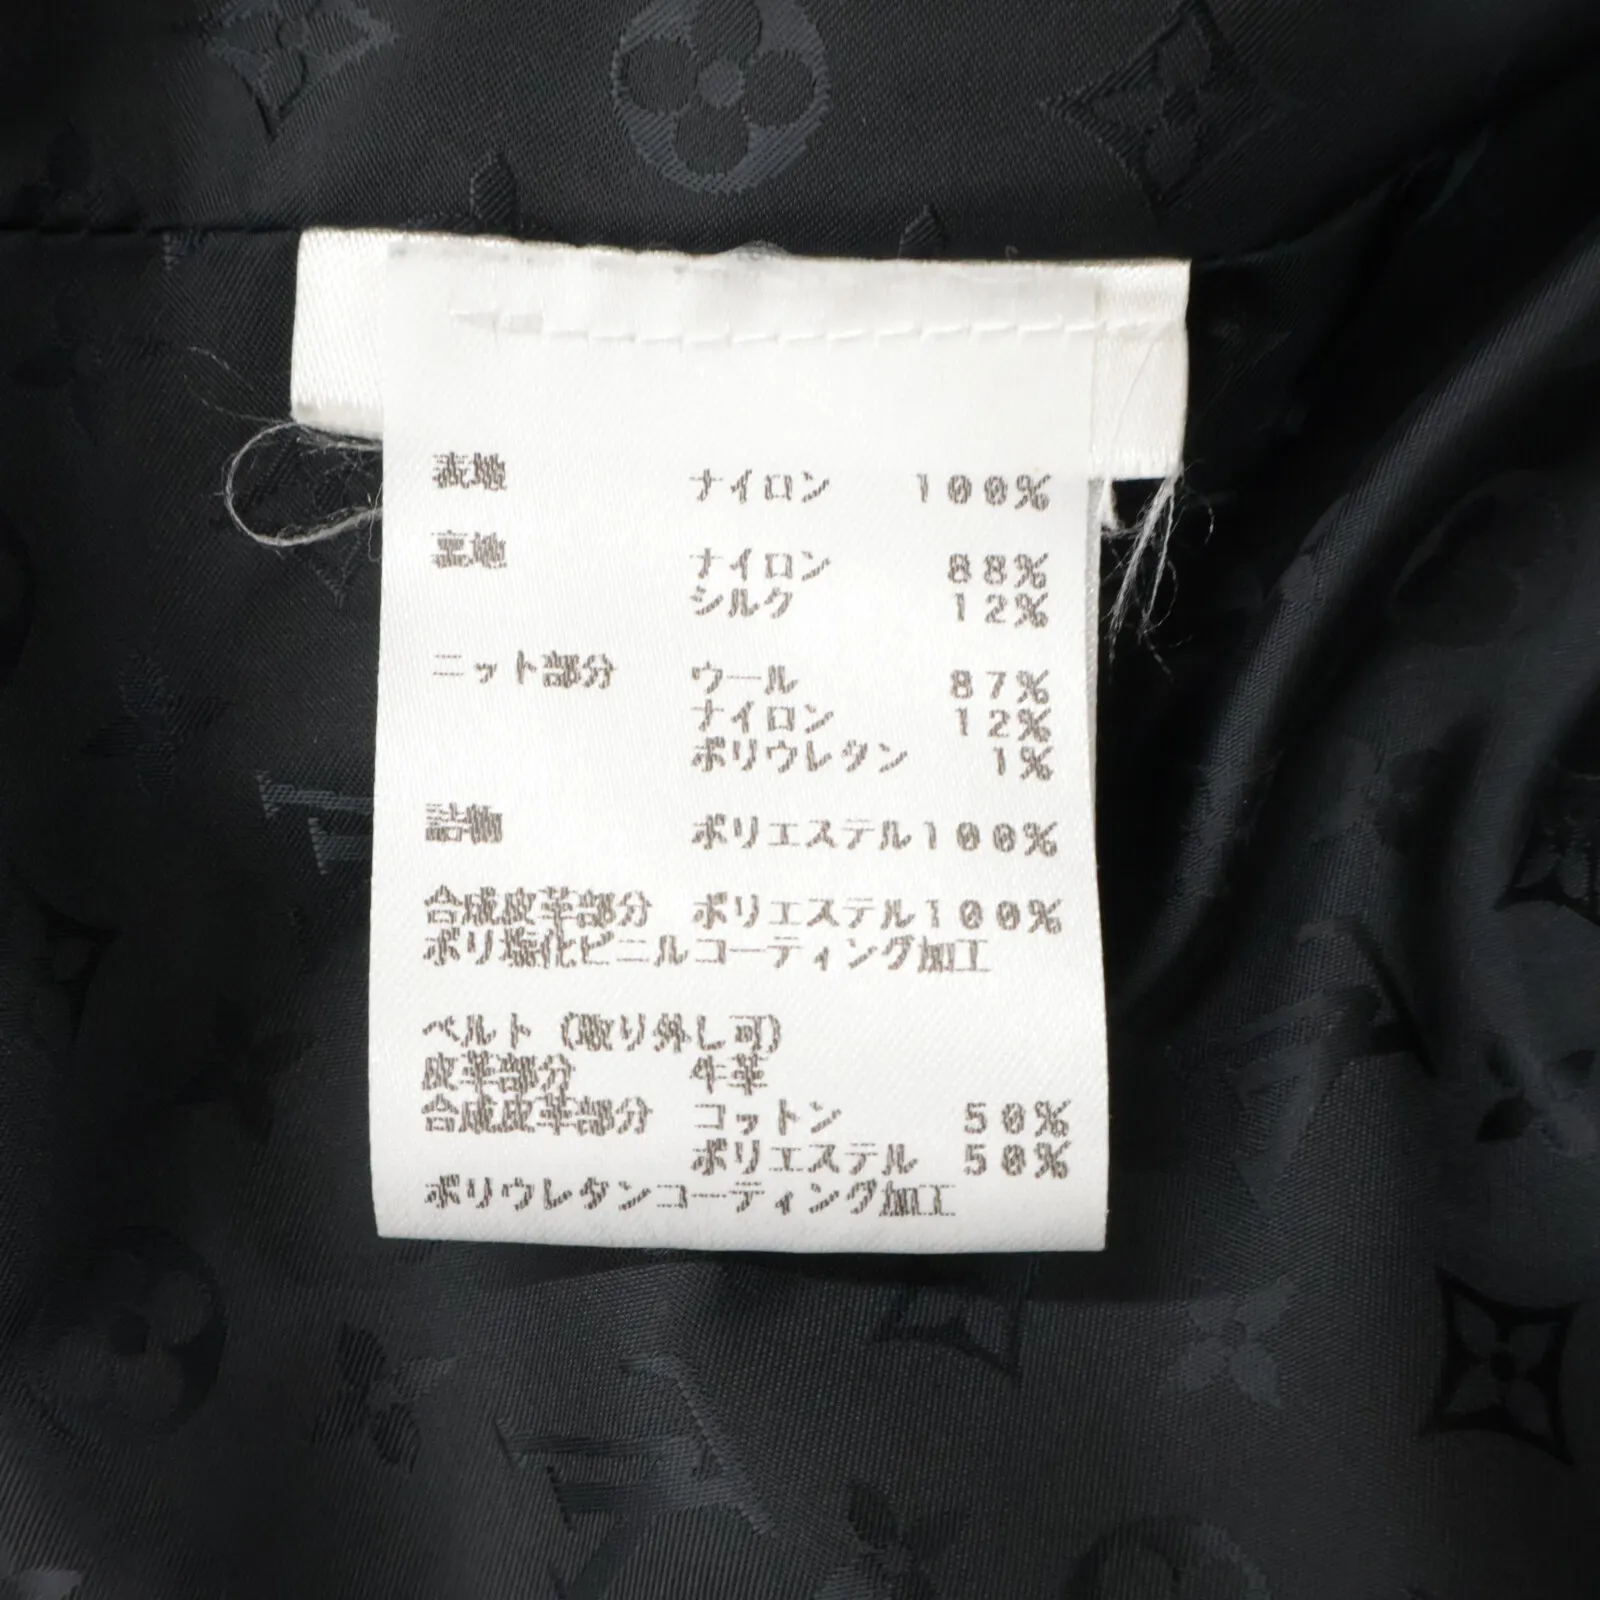 表地 ナイロン 100%
裏地 ナイロン 88%
シルク 12%
ニット部分 ウール 87%
ナイロン 12%
ポリウレタン 1%
詰物 ポリエステル100%
合成皮革部分 ポリエステル100%
ポリ塩化ビニルコーティング加工
ベルト (取り外し可)
皮革部分 牛革
合成皮革部分 コットン 50%
ポリエステル 50%
ポリウレタンコーティング加工